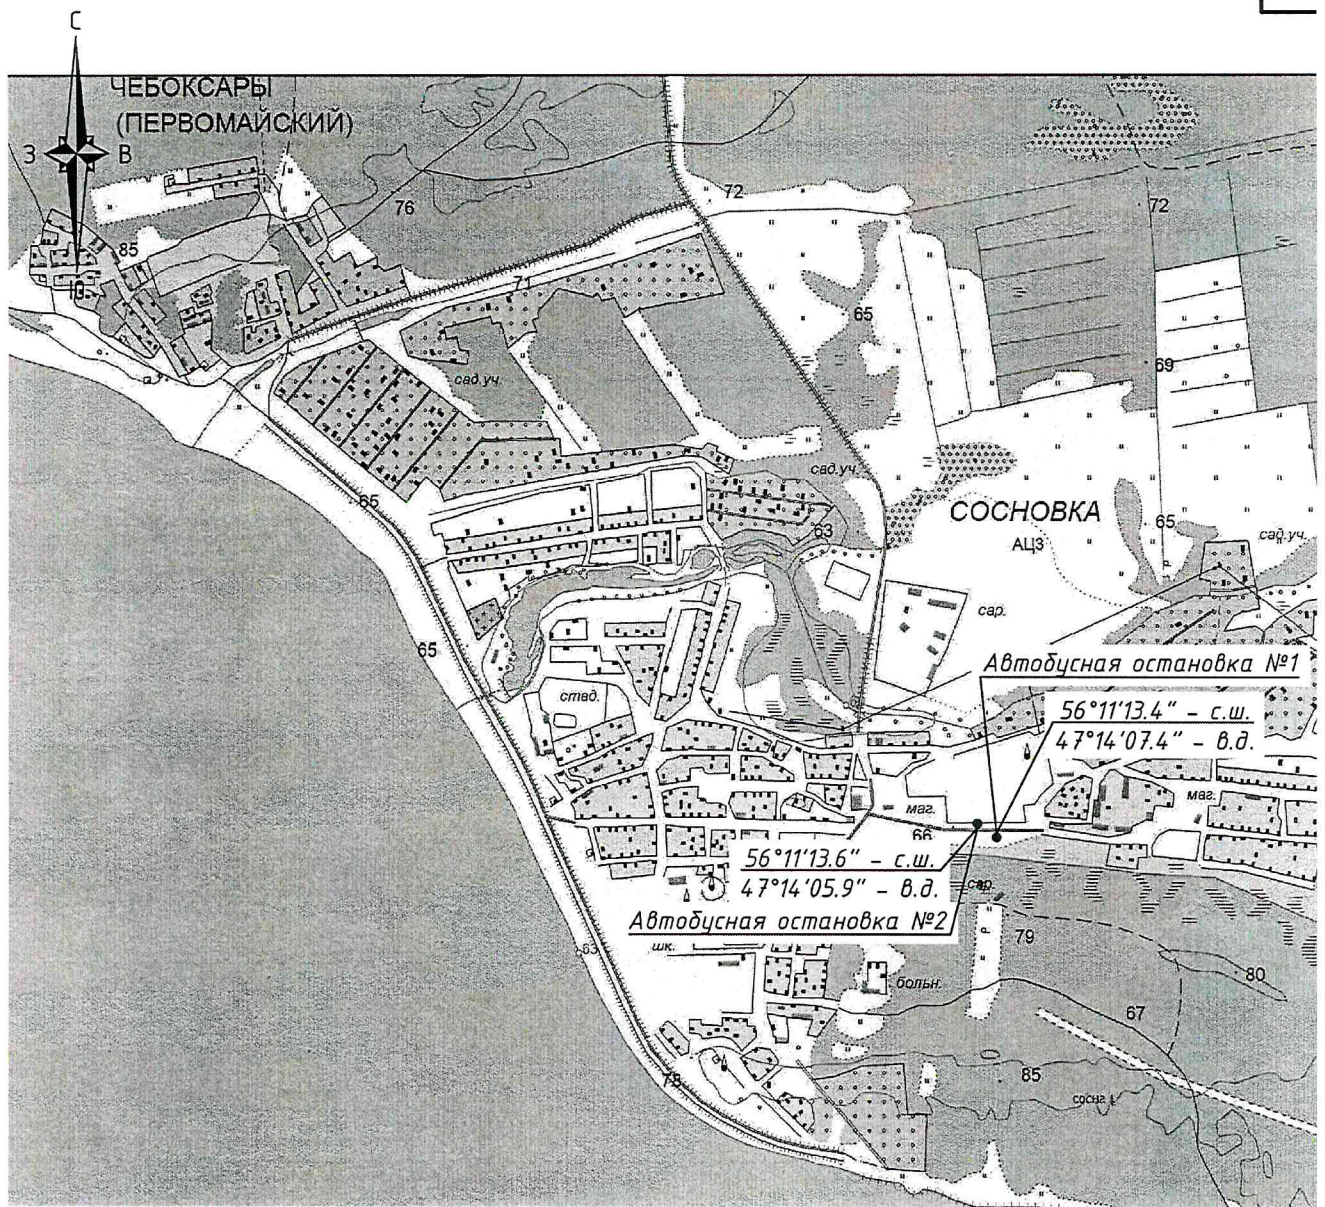 С
ЧЕБОКСАРЫ
(ПЕРВОМАЙСКИЙ)
З
В
Ю
72
72
76
85
71
65
69
сад.уч.
сад.уч.
65
СОСНОВКА
АЦЗ
65
63
сад.уч.
Р
сар.
65
Автобусная остановка №1
стад.
56°11'13.4" - с.ш.
47°14'07.4" - в.д.
маг.
маг.
66
56°11'13.6" - с.ш.
47°14'05.9" - в.д.
сар.
Автобусная остановка №2
шк.
63
Р
79
80
больн.
67
78
85
сосна